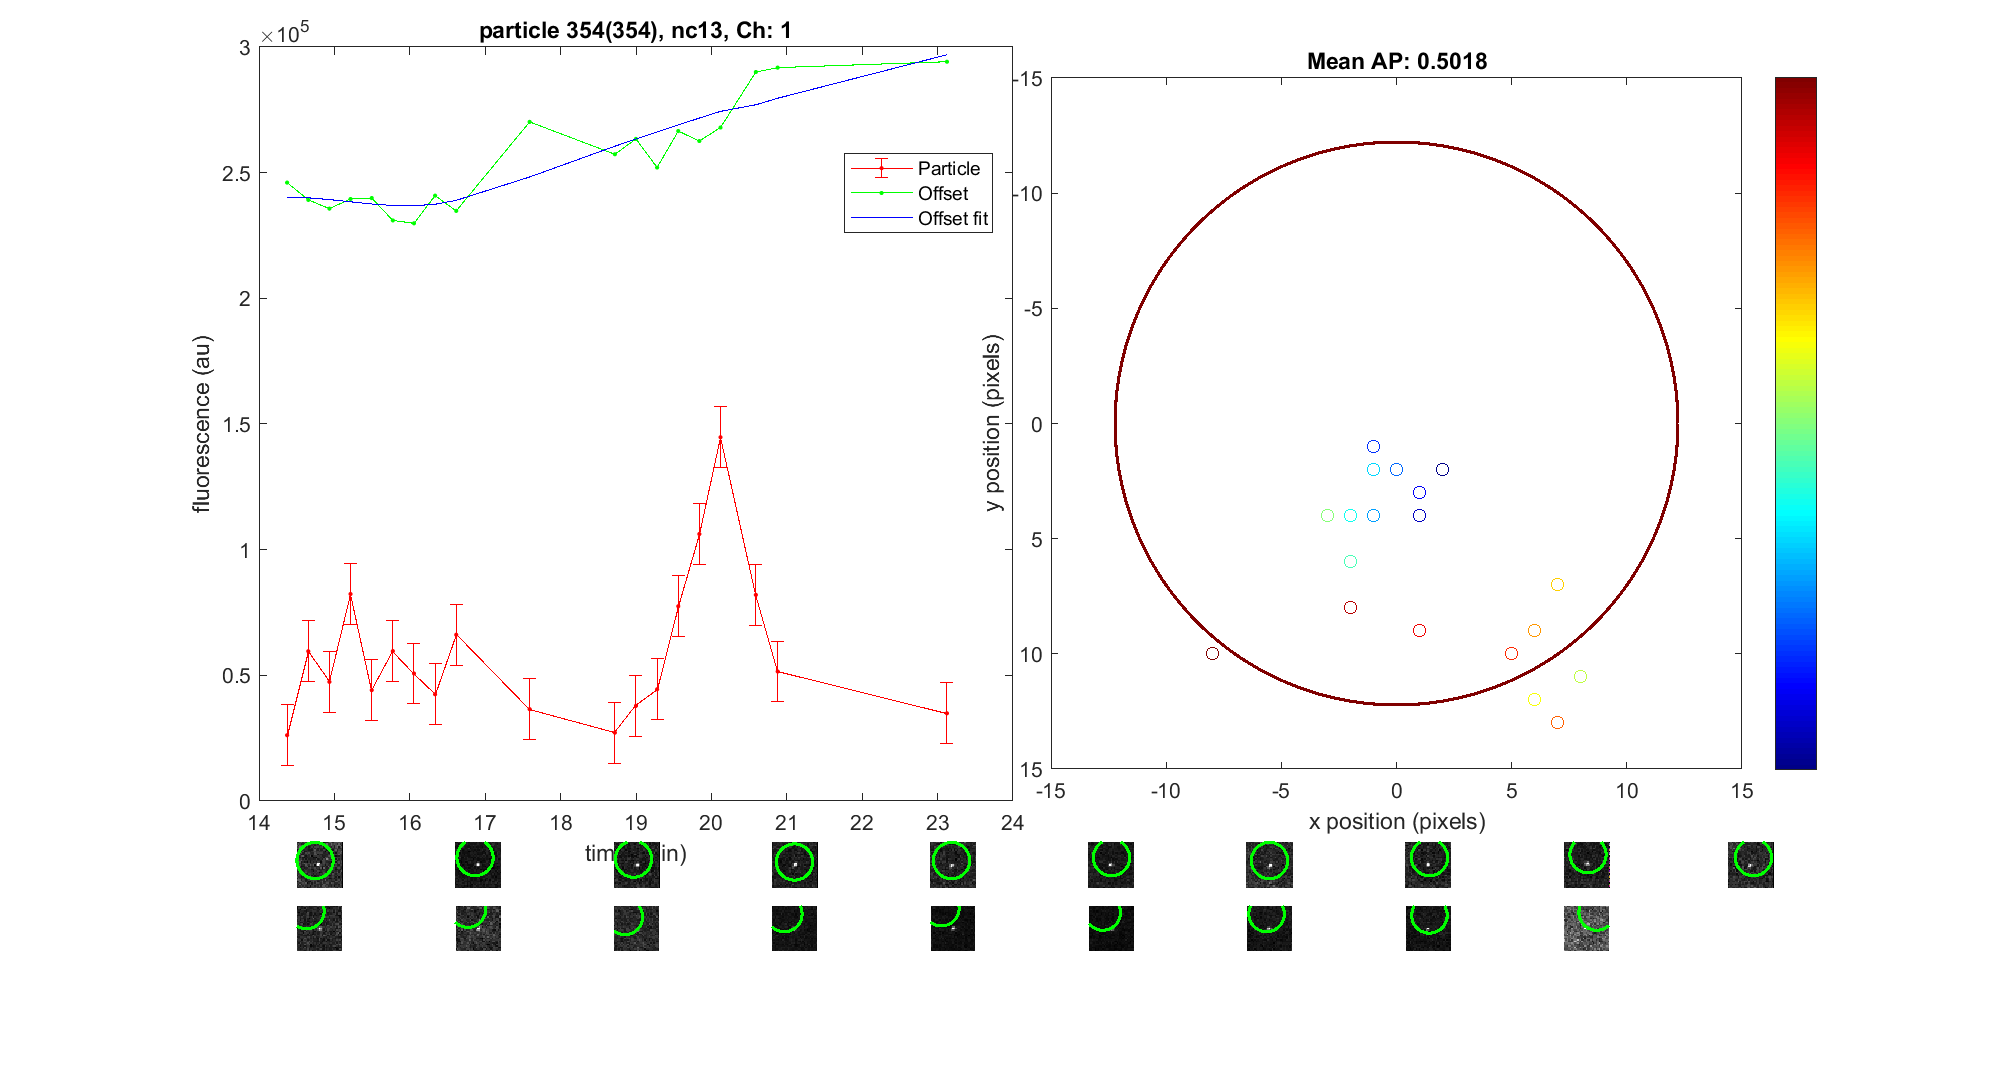 particle 354(354), nc13, Ch: 1
×10^5
3
2.5
2
1.5
1
0.5
0
fluorescence (au)
14 15 16 17 18 19 20 21 22 23 24
Particle
Offset
Offset fit
Mean AP: 0.5018
-15
-10
-5
0
5
10
15
y position (pixels)
-15 -10 -5 0 5 10 15
x position (pixels)